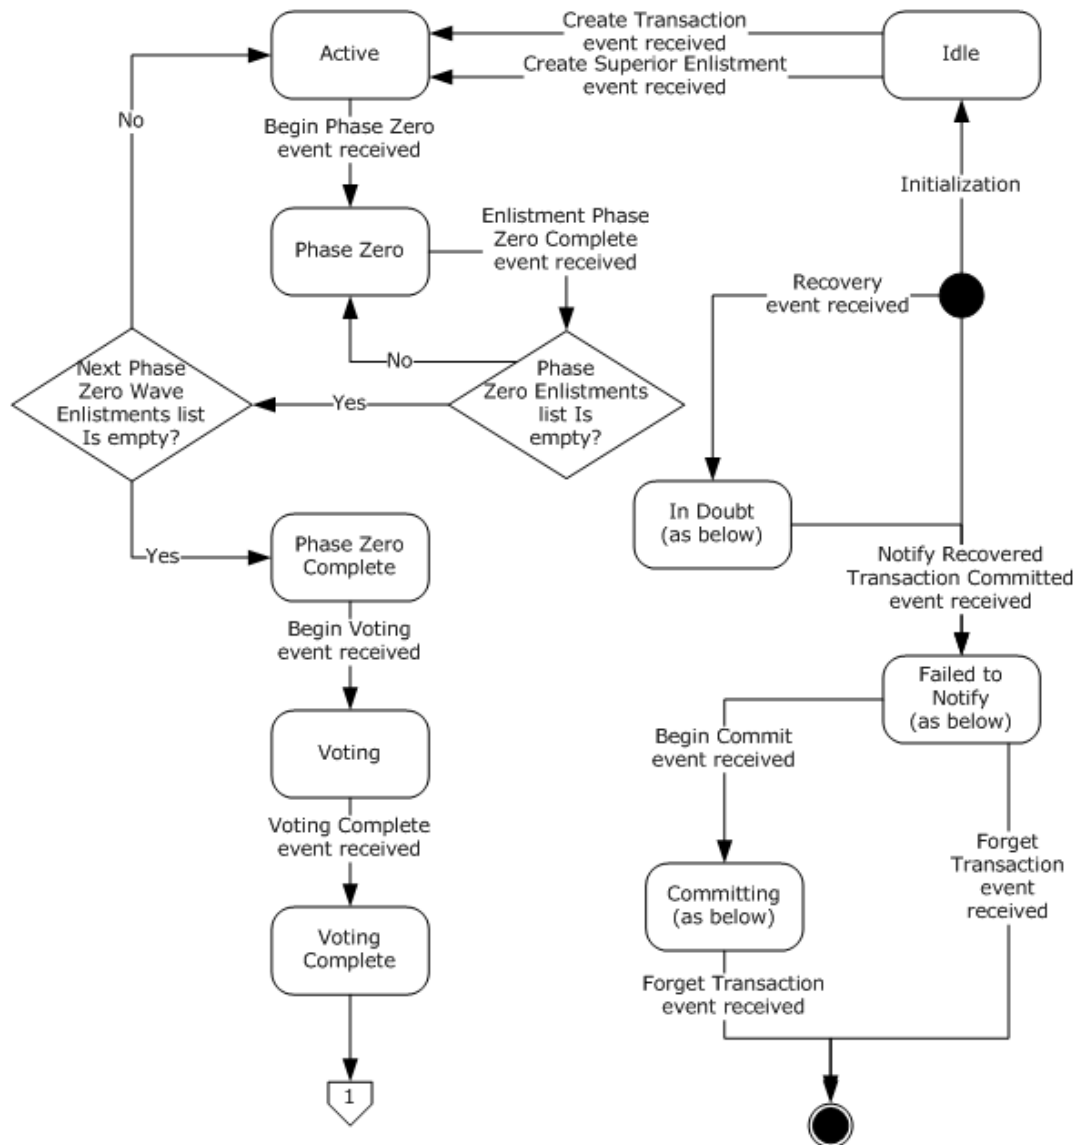 Create Transaction
event received
Active
Idle
Create Superior Enlistment
event received
No
Begin Phase Zero
event received
Initialization
Phase Zero
Enlistment Phase
Zero Complete
event received
Recovery
event received
Next Phase
Zero Wave
Enlistments list
Is empty?
No
Yes
Phase
Zero Enlistments
list Is
empty?
In Doubt
(as below)
Yes
Phase Zero
Complete
Notify Recovered
Transaction Committed
event received
Begin Voting
event received
Failed to
Notify
(as below)
Voting
Begin Commit
event received
Voting Complete
event received
Forget
Transaction
event
received
Committing
(as below)
Voting
Complete
Forget Transaction
event received
1